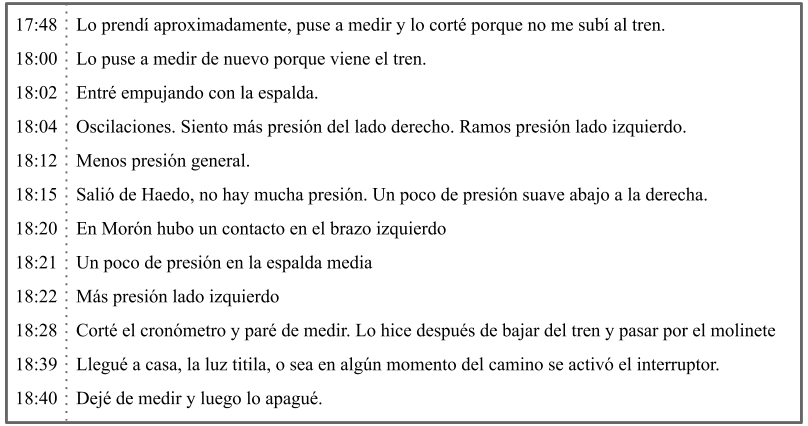 17:48 Lo prendí aproximadamente, puse a medir y lo corté porque no me subí al tren.
18:00 Lo puse a medir de nuevo porque viene el tren.
18:02 Entré empujando con la espalda.
18:04 Oscilaciones. Siento más presión del lado derecho. Ramos presión lado izquierdo.
18:12 Menos presión general.
18:15 Salió de Haedo, no hay mucha presión. Un poco de presión suave abajo a la derecha.
18:20 En Morón hubo un contacto en el brazo izquierdo
18:21 Un poco de presión en la espalda media
18:22 Más presión lado izquierdo
18:28 Corté el cronómetro y paré de medir. Lo hice después de bajar del tren y pasar por el molinete
18:39 Llegué a casa, la luz titila, o sea en algún momento del camino se activó el interruptor.
18:40 Dejé de medir y luego lo apagué.